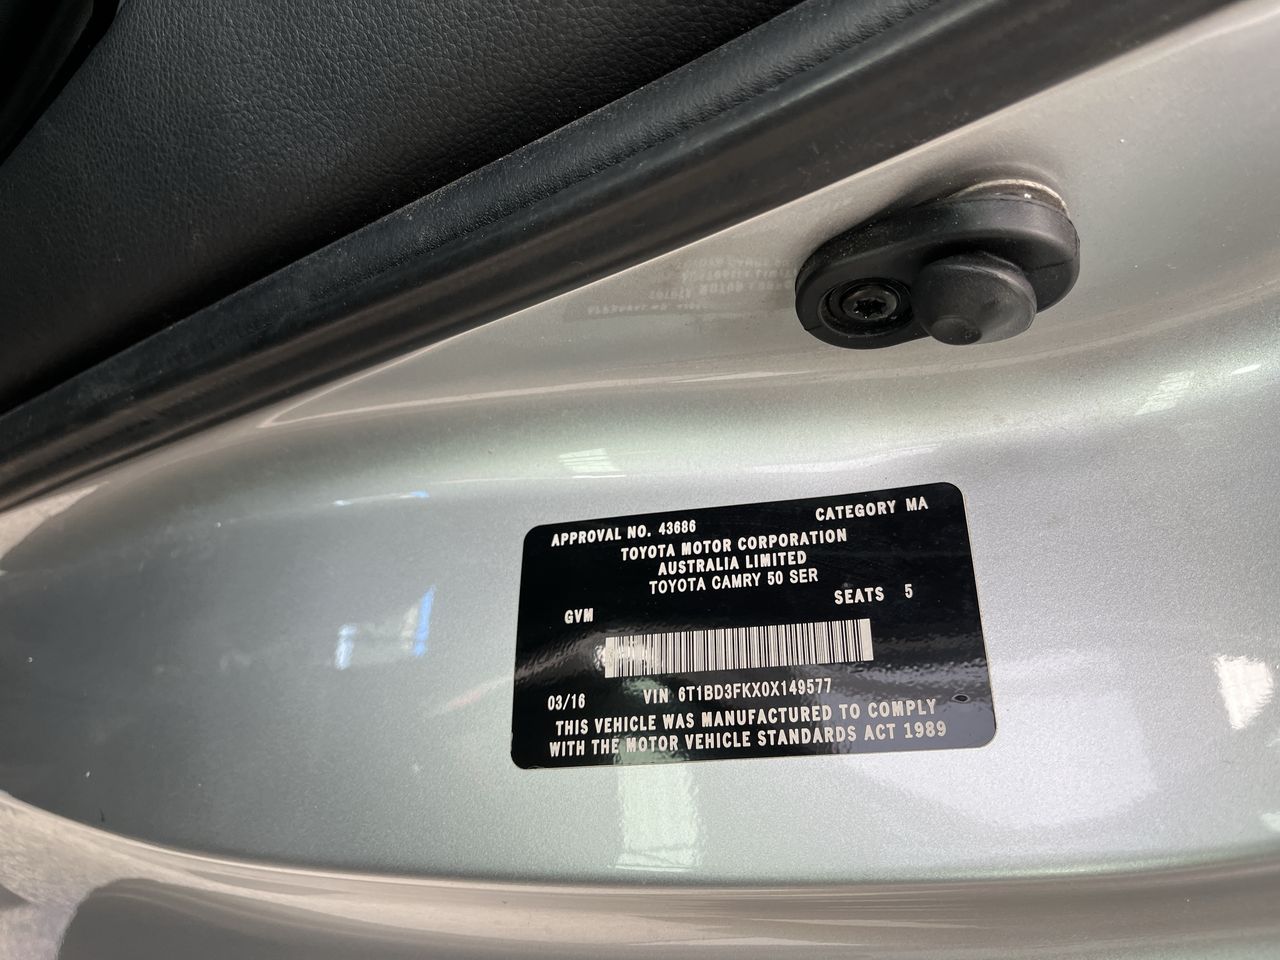 APPROVAL NO. 43686 CATEGORY MA
TOYOTA MOTOR CORPORATION
AUSTRALIA LIMITED
TOYOTA CAMRY 50 SER
GVM SEATS 5
03/16 VIN 6T1BD3FKX0X149577
THIS VEHICLE WAS MANUFACTURED TO COMPLY
WITH THE MOTOR VEHICLE STANDARDS ACT 1989